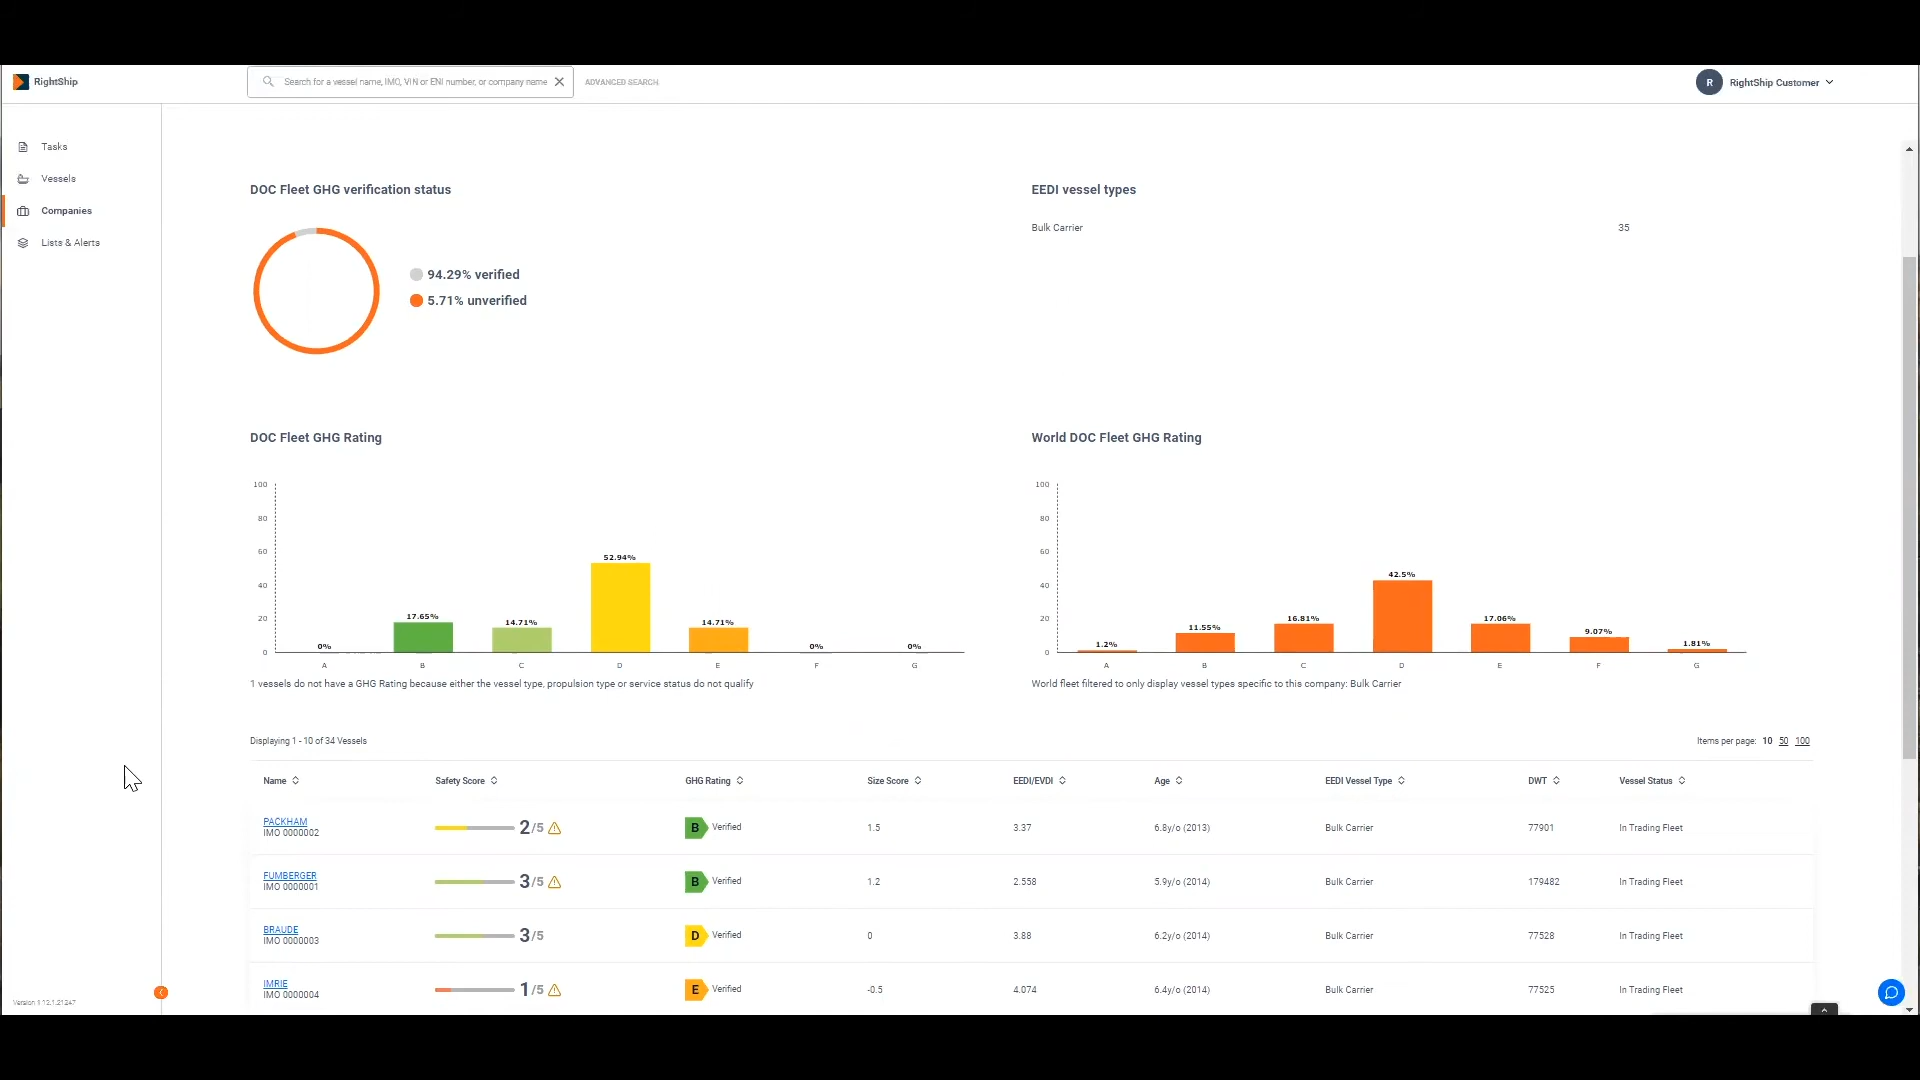 RightShip
Search for a vessel name, IMO, VIN or ENI number, or company name
ADVANCED SEARCH
R
RightShip Customer
Tasks
Vessels
Companies
Lists & Alerts
DOC Fleet GHG verification status
94.29% verified
5.71% unverified
EEDI vessel types
Bulk Carrier 35
DOC Fleet GHG Rating
100
80
60
40
20
0
0% 17.65% 14.71% 52.94% 14.71% 0% 0%
A B C D E F G
1 vessels do not have a GHG Rating because either the vessel type, propulsion type or service status do not qualify
World DOC Fleet GHG Rating
100
80
60
40
20
0
1.2% 11.55% 16.81% 42.5% 17.06% 9.07% 1.81%
A B C D E F G
World fleet filtered to only display vessel types specific to this company: Bulk Carrier
Displaying 1 - 10 of 34 Vessels
Items per page: 10 50 100
Name Safety Score GHG Rating Size Score EEDI/EVDI Age EEDI Vessel Type DWT Vessel Status
PACKHAM
IMO 0000002
2/5 B Verified 1.5 3.37 6.8y/o (2013) Bulk Carrier 77901 In Trading Fleet
FUMBERGER
IMO 0000001
3/5 B Verified 1.2 2.558 5.9y/o (2014) Bulk Carrier 179482 In Trading Fleet
BRAUDE
IMO 0000003
3/5 D Verified 0 3.88 6.2y/o (2014) Bulk Carrier 77528 In Trading Fleet
IMRIE
IMO 0000004
1/5 E Verified -0.5 4.074 6.4y/o (2014) Bulk Carrier 77525 In Trading Fleet